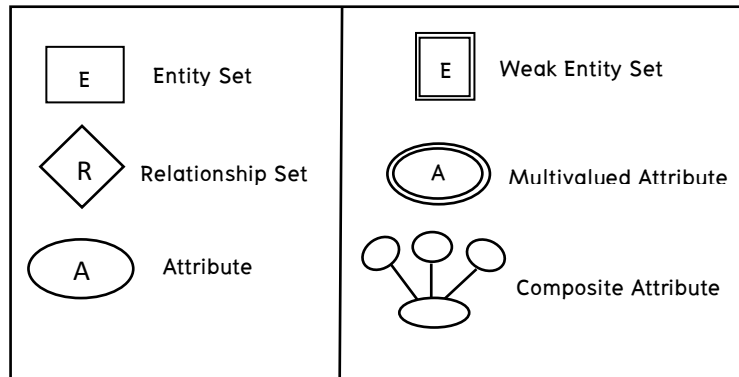 E
Entity Set
R
Relationship Set
A
Attribute
E
Weak Entity Set
A
Multivalued Attribute
Composite Attribute